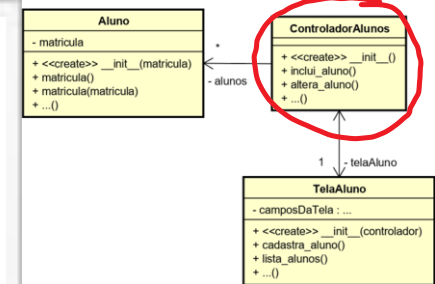 Aluno
- matricula
+ <<create>> __init__(matricula)
+ matricula()
+ matricula(matricula)
+ ...()
*
- alunos
ControladorAlunos
+ <<create>> __init__()
+ inclui_aluno()
+ altera_aluno()
+ ...()
1
- telaAluno
TelaAluno
- camposDaTela : ...
+ <<create>> __init__(controlador)
+ cadastra_aluno()
+ lista_alunos()
+ ...()